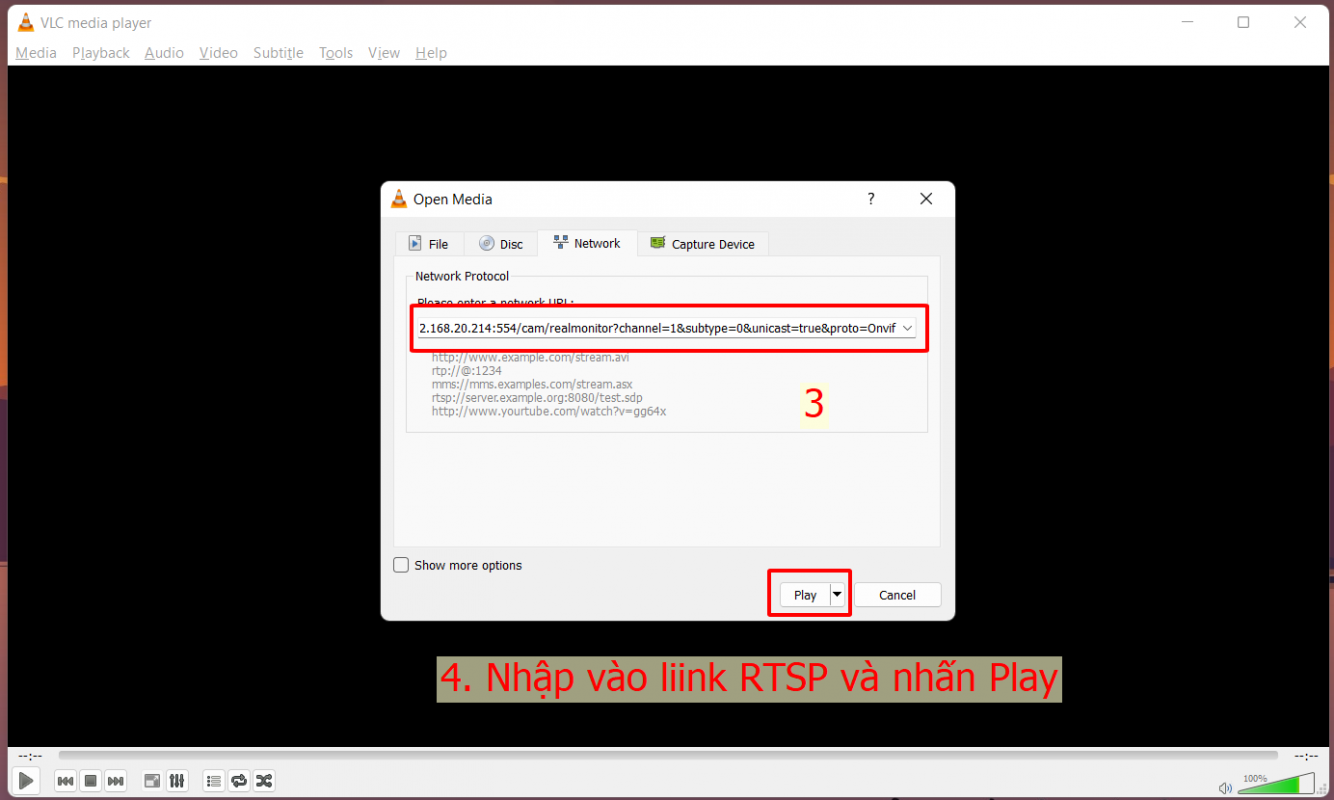 VLC media player
Media Playback Audio Video Subtitle Tools View Help
Open Media
?
File Disc Network Capture Device
Network Protocol
Please enter a network URL:
2.168.20.214:554/cam/realmonitor?channel=1&subtype=0&unicast=true&proto=Onvif
http://www.example.com/stream.avi
rtp://@:1234
mms://mms.examples.com/stream.asx
rtsp://server.example.org:8080/test.sdp
http://www.yourtube.com/watch?v=gg64x
3
Show more options
Play Cancel
4. Nhập vào liink RTSP và nhấn Play
--:-- --:--
100%